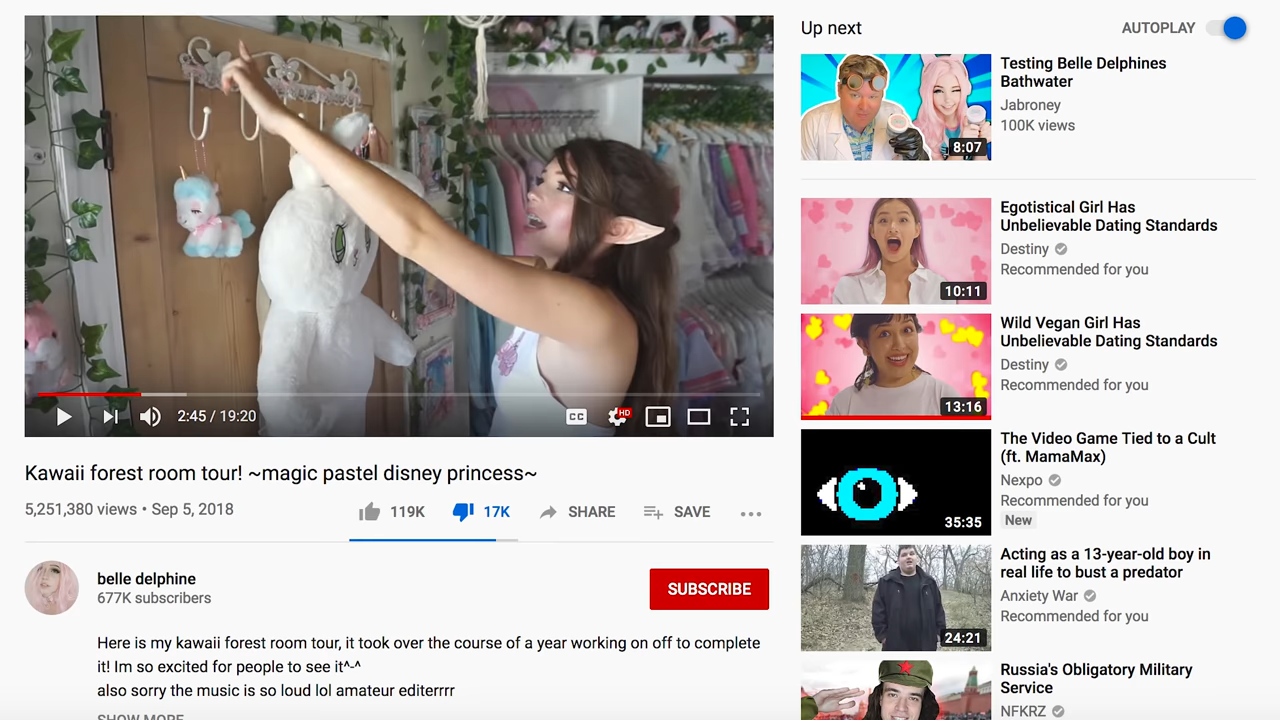 2:45 / 19:20
CC
HD
Kawaii forest room tour! ~magic pastel disney princess~
5,251,380 views • Sep 5, 2018
119K
17K
SHARE
SAVE
belle delphine
677K subscribers
SUBSCRIBE
Here is my kawaii forest room tour, it took over the course of a year working on off to complete
it! Im so excited for people to see it^-^
also sorry the music is so loud lol amateur editerrrr
SHOW MORE
Up next
AUTOPLAY
8:07
Testing Belle Delphines
Bathwater
Jabroney
100K views
10:11
Egotistical Girl Has
Unbelievable Dating Standards
Destiny
Recommended for you
13:16
Wild Vegan Girl Has
Unbelievable Dating Standards
Destiny
Recommended for you
35:35
The Video Game Tied to a Cult
(ft. MamaMax)
Nexpo
Recommended for you
New
24:21
Acting as a 13-year-old boy in
real life to bust a predator
Anxiety War
Recommended for you
Russia's Obligatory Military
Service
NFKRZ